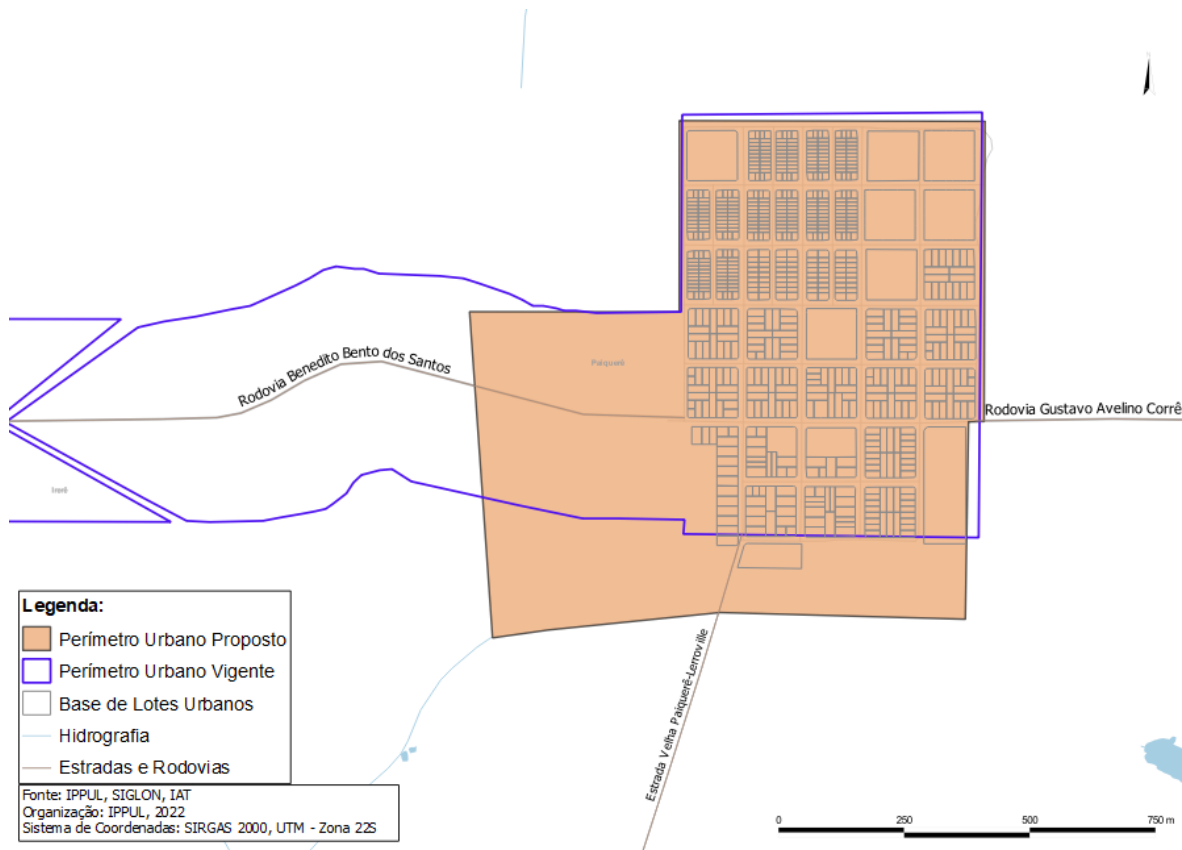 Paiquerê
Rodovia Benedito Bento dos Santos
Rodovia Gustavo Avelino Corrê
Irerê
Estrada Velha Paiquerê-Lerroville
Legenda:
Perímetro Urbano Proposto
Perímetro Urbano Vigente
Base de Lotes Urbanos
Hidrografia
Estradas e Rodovias
Fonte: IPPUL, SIGLON, IAT
Organização: IPPUL, 2022
Sistema de Coordenadas: SIRGAS 2000, UTM - Zona 22S
0 250 500 750 m